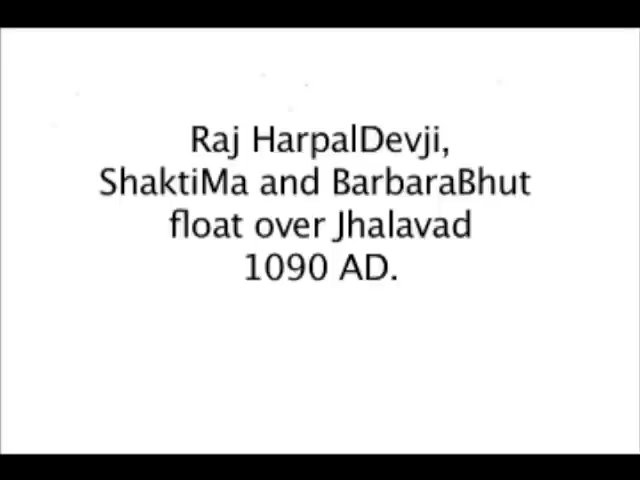 Raj HarpalDevji,
ShaktiMa and BarbaraBhut
float over Jhalavad
1090 AD.